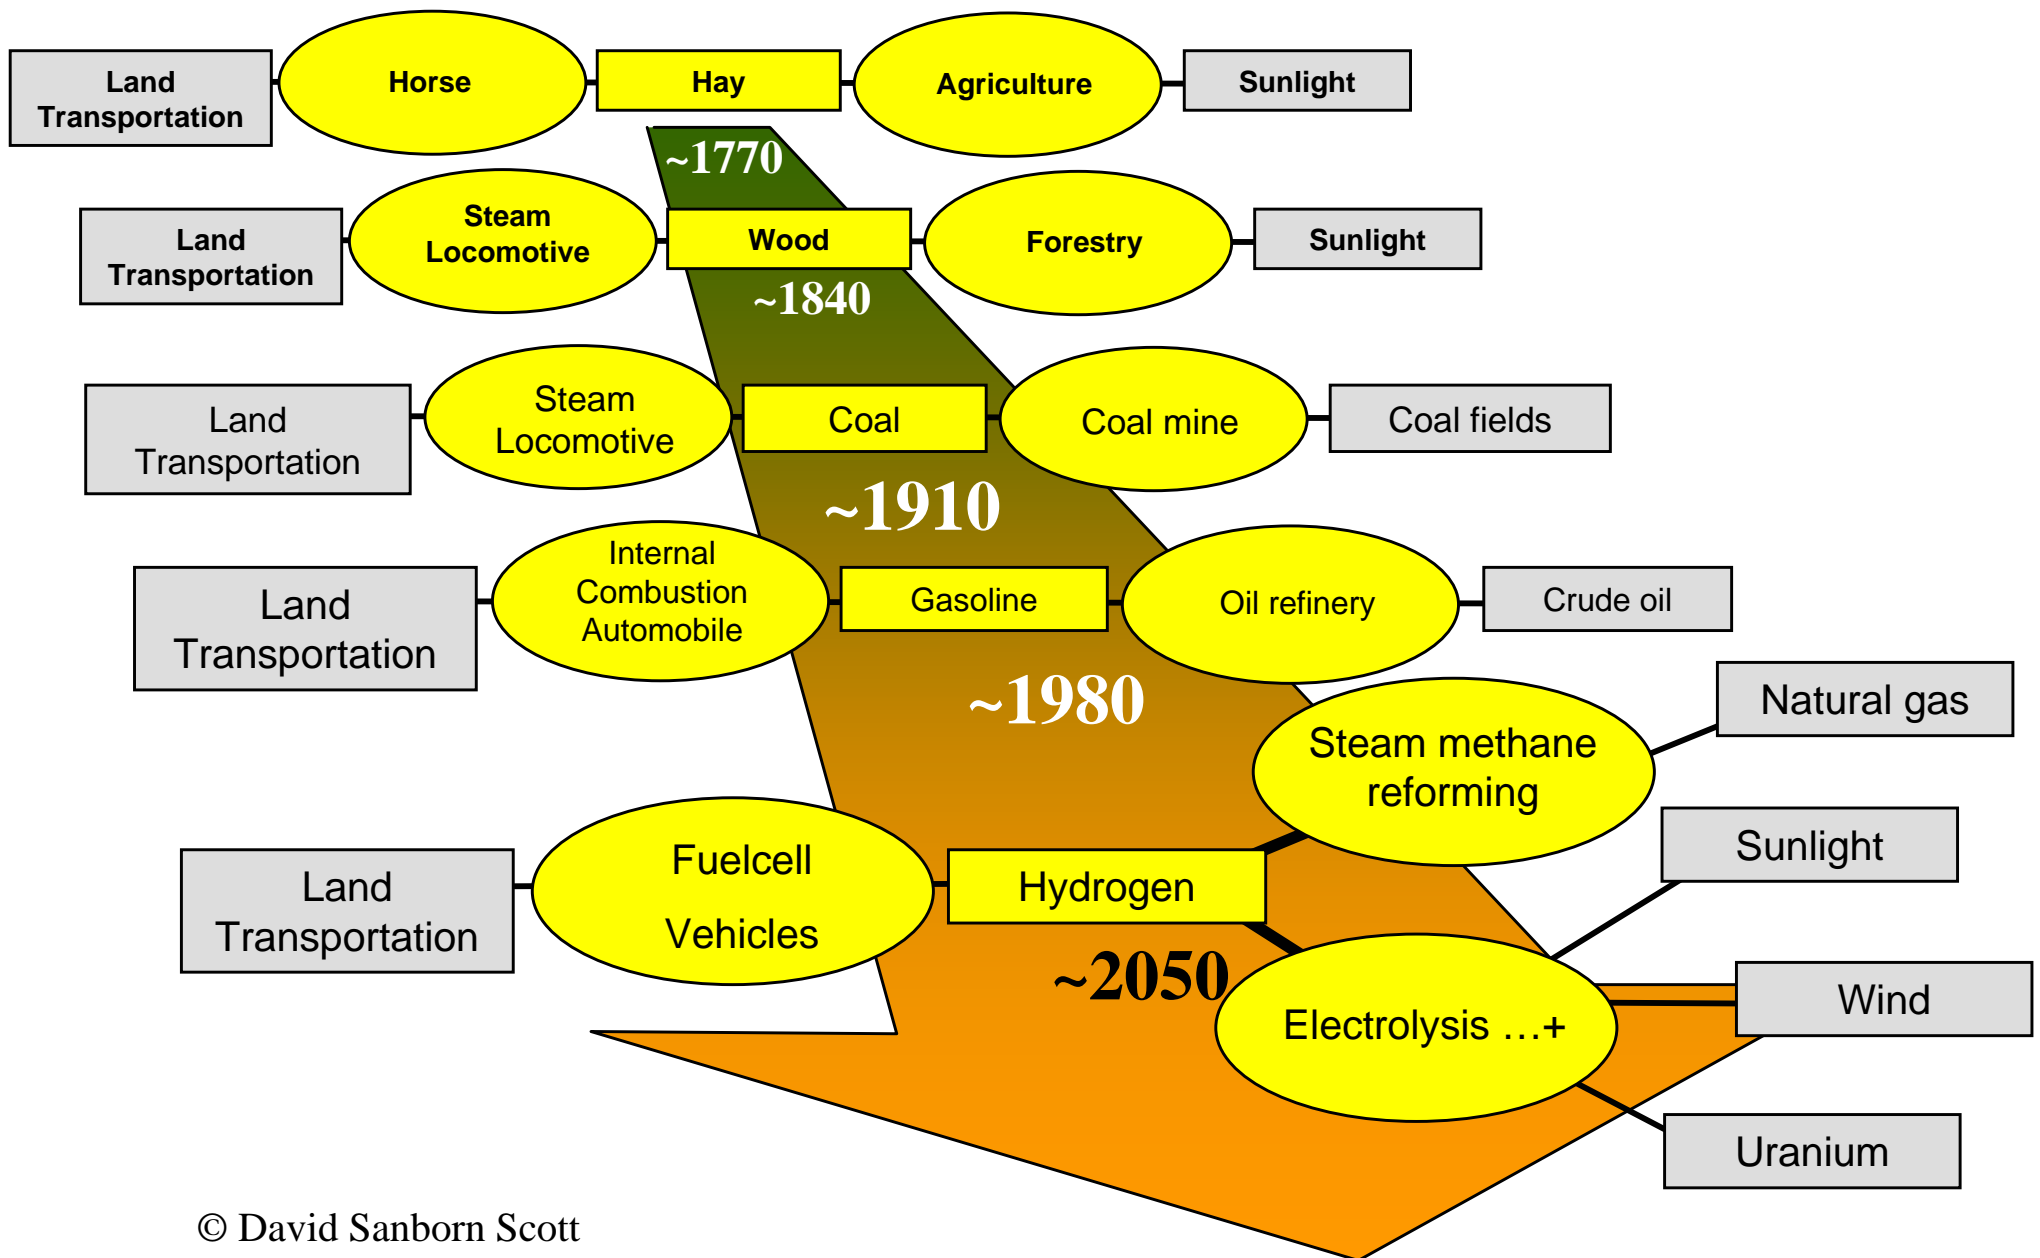 Land
Transportation
Horse
Hay
Agriculture
Sunlight
~1770
Land
Transportation
Steam
Locomotive
Wood
Forestry
Sunlight
~1840
Land
Transportation
Steam
Locomotive
Coal
Coal mine
Coal fields
~1910
Land
Transportation
Internal
Combustion
Automobile
Gasoline
Oil refinery
Crude oil
~1980
Steam methane
reforming
Natural gas
Land
Transportation
Fuelcell
Vehicles
Hydrogen
Sunlight
~2050
Electrolysis …+
Wind
Uranium
© David Sanborn Scott